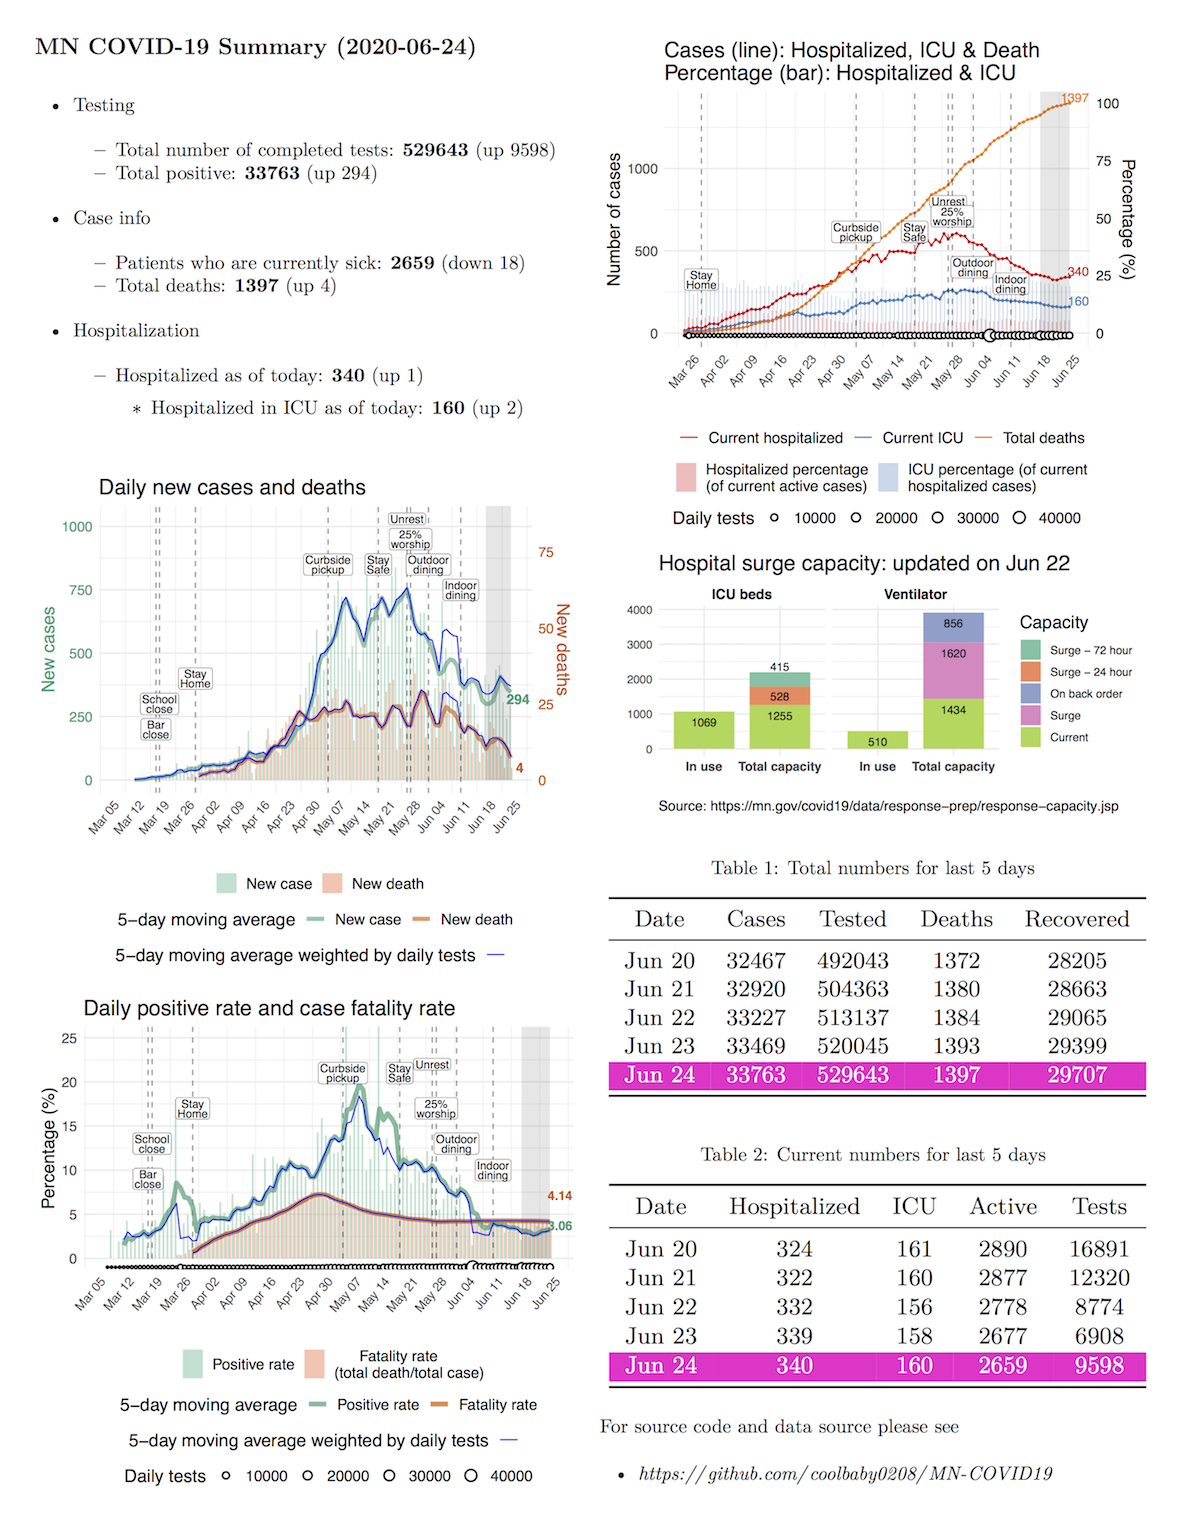 MN COVID-19 Summary (2020-06-24)
• Testing
– Total number of completed tests: 529643 (up 9598)
– Total positive: 33763 (up 294)
• Case info
– Patients who are currently sick: 2659 (down 18)
– Total deaths: 1397 (up 4)
• Hospitalization
– Hospitalized as of today: 340 (up 1)
∗ Hospitalized in ICU as of today: 160 (up 2)
Daily new cases and deaths
New cases
1000
750
500
250
0
75
50
25
0
New deaths
Unrest
25%
worship
Curbside
pickup
Stay
Safe
Outdoor
dining
Indoor
dining
Stay
Home
School
close
Bar
close
294
4
Mar 05
Mar 12
Mar 19
Mar 26
Apr 02
Apr 09
Apr 16
Apr 23
Apr 30
May 07
May 14
May 21
May 28
Jun 04
Jun 11
Jun 18
Jun 25
New case
New death
5−day moving average
New case
New death
5−day moving average weighted by daily tests
Daily positive rate and case fatality rate
Percentage (%)
25
20
15
10
5
0
Curbside
pickup
Stay
Safe
Unrest
Stay
Home
25%
worship
School
close
Outdoor
dining
Bar
close
Indoor
dining
4.14
3.06
Mar 05
Mar 12
Mar 19
Mar 26
Apr 02
Apr 09
Apr 16
Apr 23
Apr 30
May 07
May 14
May 21
May 28
Jun 04
Jun 11
Jun 18
Jun 25
Positive rate
Fatality rate
(total death/total case)
5−day moving average
Positive rate
Fatality rate
5−day moving average weighted by daily tests
Daily tests
10000
20000
30000
40000
Cases (line): Hospitalized, ICU & Death
Percentage (bar): Hospitalized & ICU
Number of cases
1000
500
0
100
75
50
25
0
Percentage (%)
1397
Unrest
25%
worship
Curbside
pickup
Stay
Safe
Outdoor
dining
Stay
Home
Indoor
dining
340
160
Mar 26
Apr 02
Apr 09
Apr 16
Apr 23
Apr 30
May 07
May 14
May 21
May 28
Jun 04
Jun 11
Jun 18
Jun 25
Current hospitalized
Current ICU
Total deaths
Hospitalized percentage
(of current active cases)
ICU percentage (of current
hospitalized cases)
Daily tests
10000
20000
30000
40000
Hospital surge capacity: updated on Jun 22
ICU beds
Ventilator
4000
3000
2000
1000
0
1069
415
528
1255
510
856
1620
1434
In use
Total capacity
In use
Total capacity
Capacity
Surge − 72 hour
Surge − 24 hour
On back order
Surge
Current
Source: https://mn.gov/covid19/data/response−prep/response−capacity.jsp
Table 1: Total numbers for last 5 days
Date Cases Tested Deaths Recovered
Jun 20 32467 492043 1372 28205
Jun 21 32920 504363 1380 28663
Jun 22 33227 513137 1384 29065
Jun 23 33469 520045 1393 29399
Jun 24 33763 529643 1397 29707
Table 2: Current numbers for last 5 days
Date Hospitalized ICU Active Tests
Jun 20 324 161 2890 16891
Jun 21 322 160 2877 12320
Jun 22 332 156 2778 8774
Jun 23 339 158 2677 6908
Jun 24 340 160 2659 9598
For source code and data source please see
• https://github.com/coolbaby0208/MN-COVID19